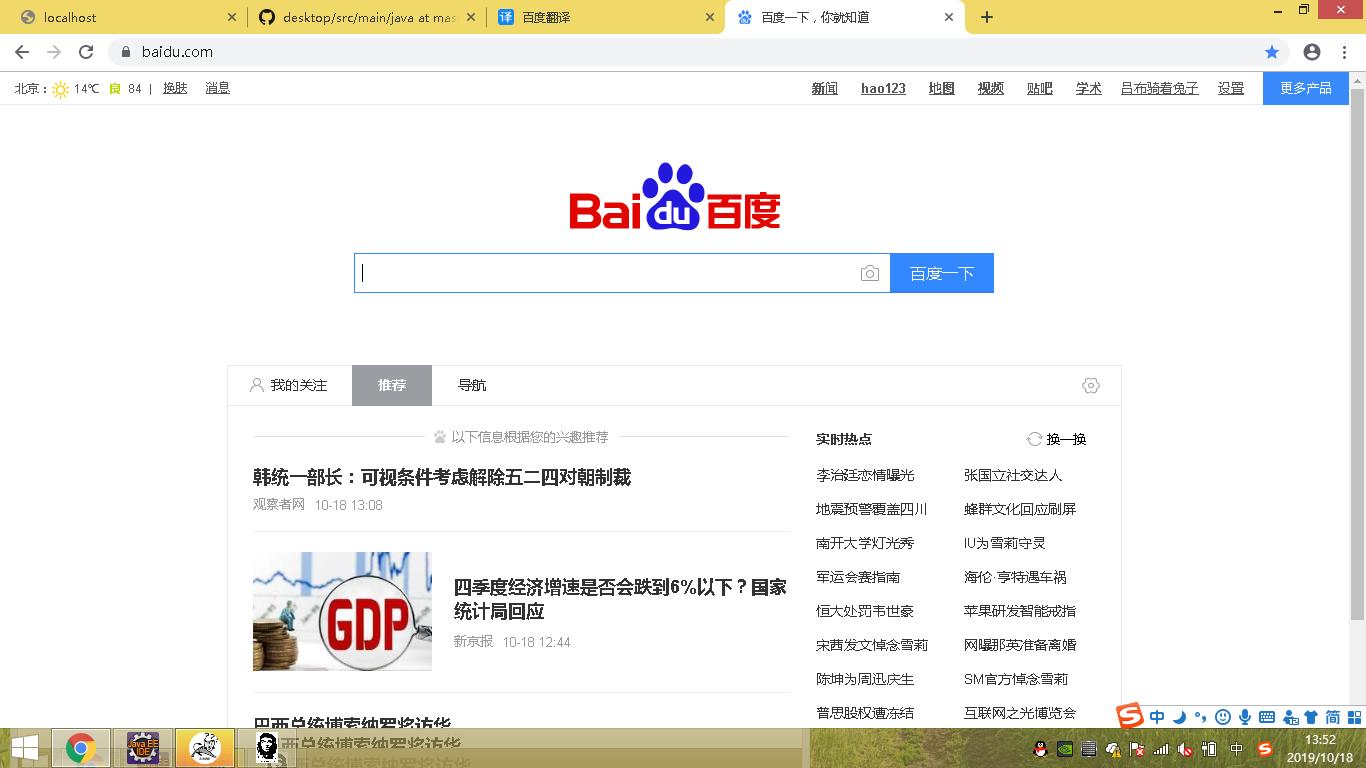 localhost
desktop/src/main/java at mas
译 百度翻译
百度一下，你就知道
baidu.com
北京： 14℃ 良 84 | 换肤 消息
新闻 hao123 地图 视频 贴吧 学术 吕布骑着兔子 设置 更多产品
Bai du 百度
百度一下
我的关注 推荐 导航
以下信息根据您的兴趣推荐
韩统一部长：可视条件考虑解除五二四对朝制裁
观察者网 10-18 13:08
GDP
四季度经济增速是否会跌到6%以下？国家
统计局回应
新京报 10-18 12:44
巴西总统博索纳罗将访华
实时热点 换一换
李治廷恋情曝光 张国立社交达人
地震预警覆盖四川 蜂群文化回应刷屏
南开大学灯光秀 IU为雪莉守灵
军运会赛指南 海伦·亨特遇车祸
恒大处罚韦世豪 苹果研发智能戒指
宋茜发文悼念雪莉 网曝那英准备离婚
陈坤为周迅庆生 SM官方悼念雪莉
普思股权遭冻结 互联网之光博览会
S 中 简
Java EE
IDE
西总统博索纳罗将访华
中 S
13:52
2019/10/18